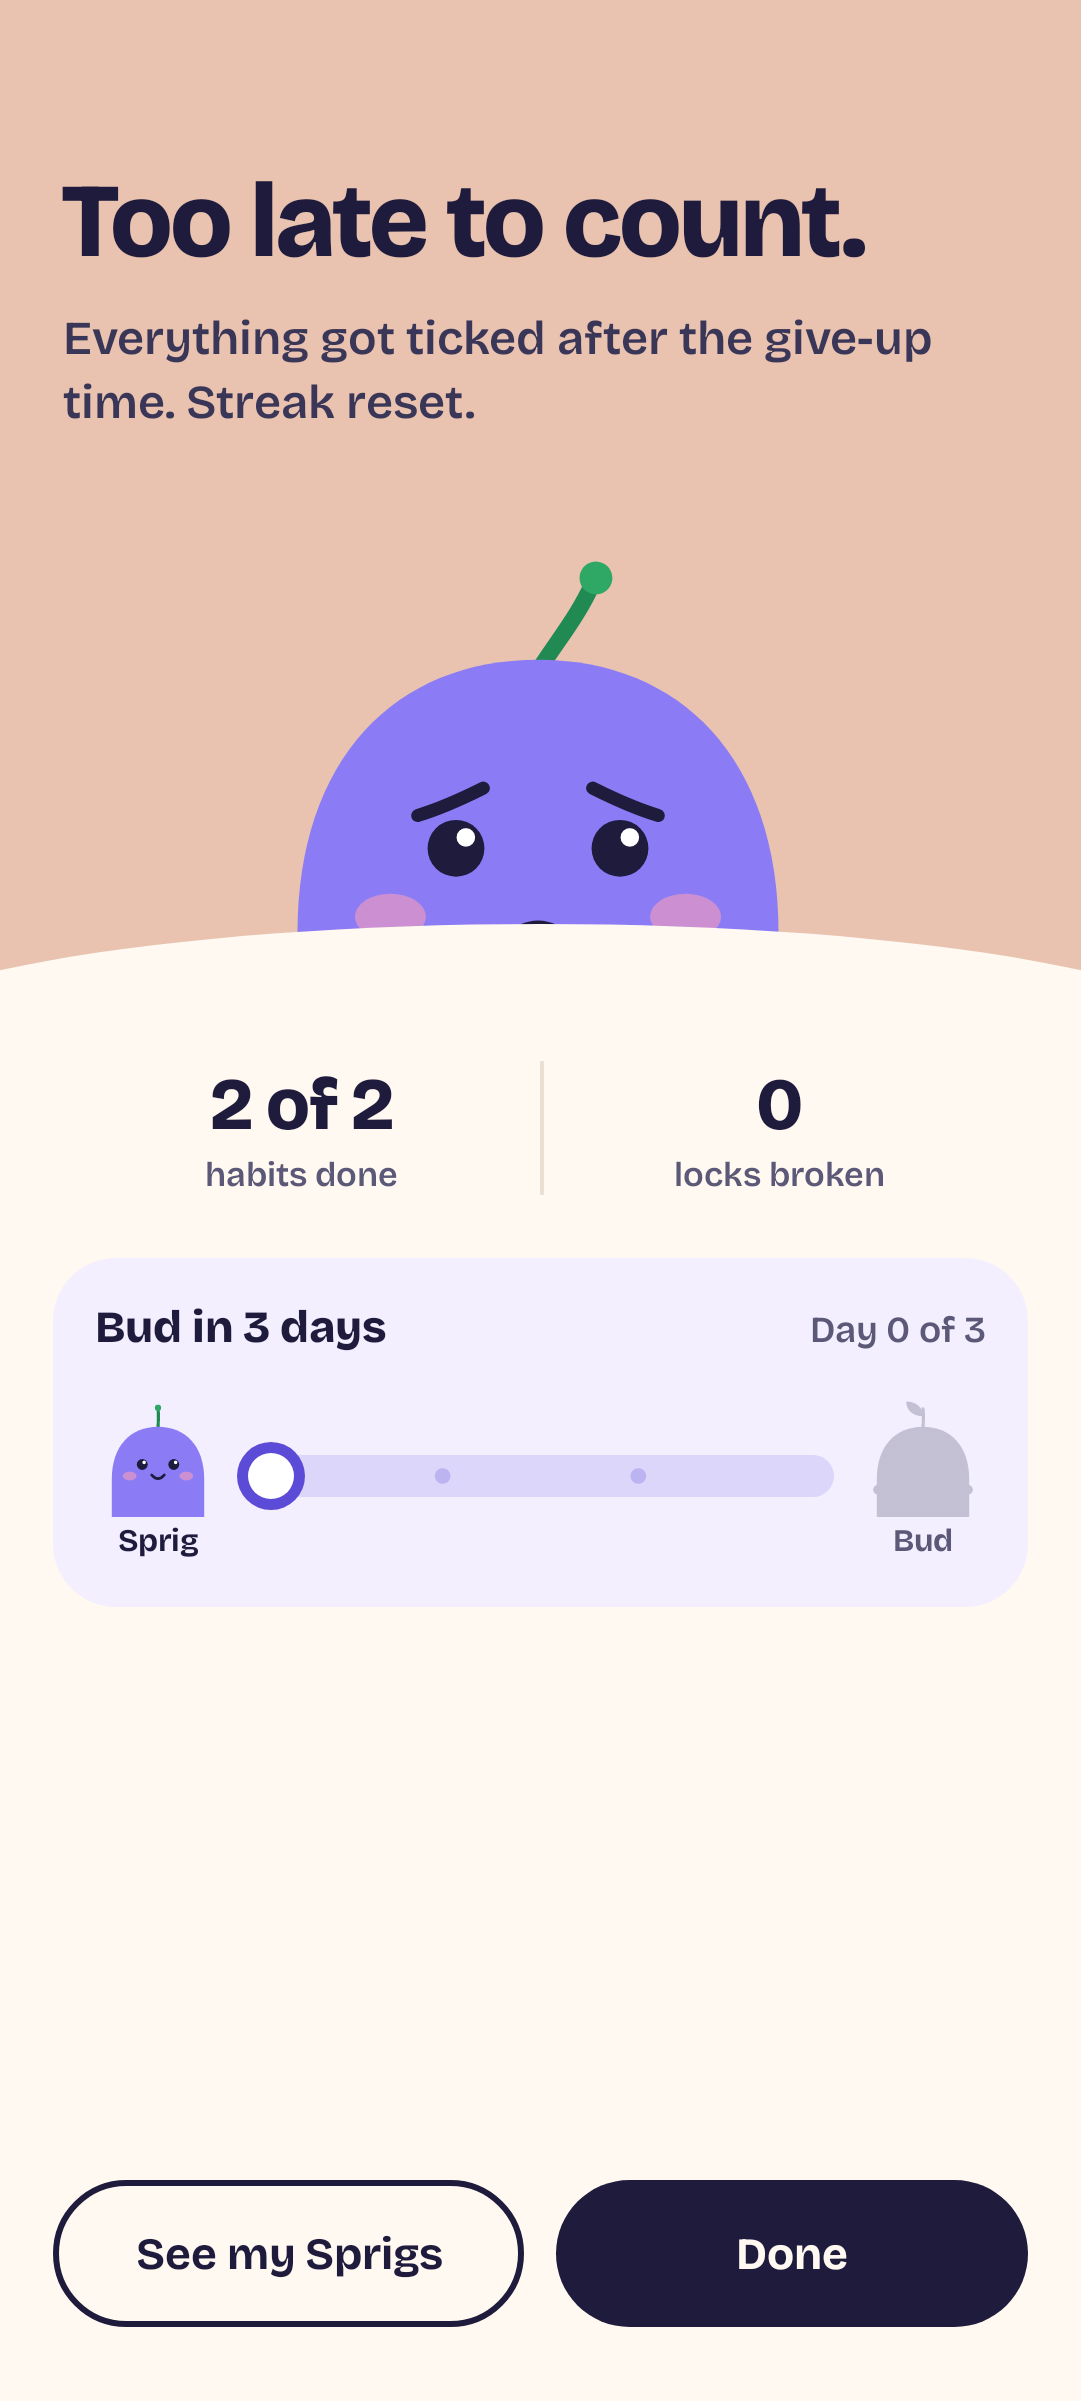 Too late to count.
Everything got ticked after the give-up
time. Streak reset.
2 of 2
habits done
0
locks broken
Bud in 3 days
Day 0 of 3
Sprig
Bud
See my Sprigs
Done